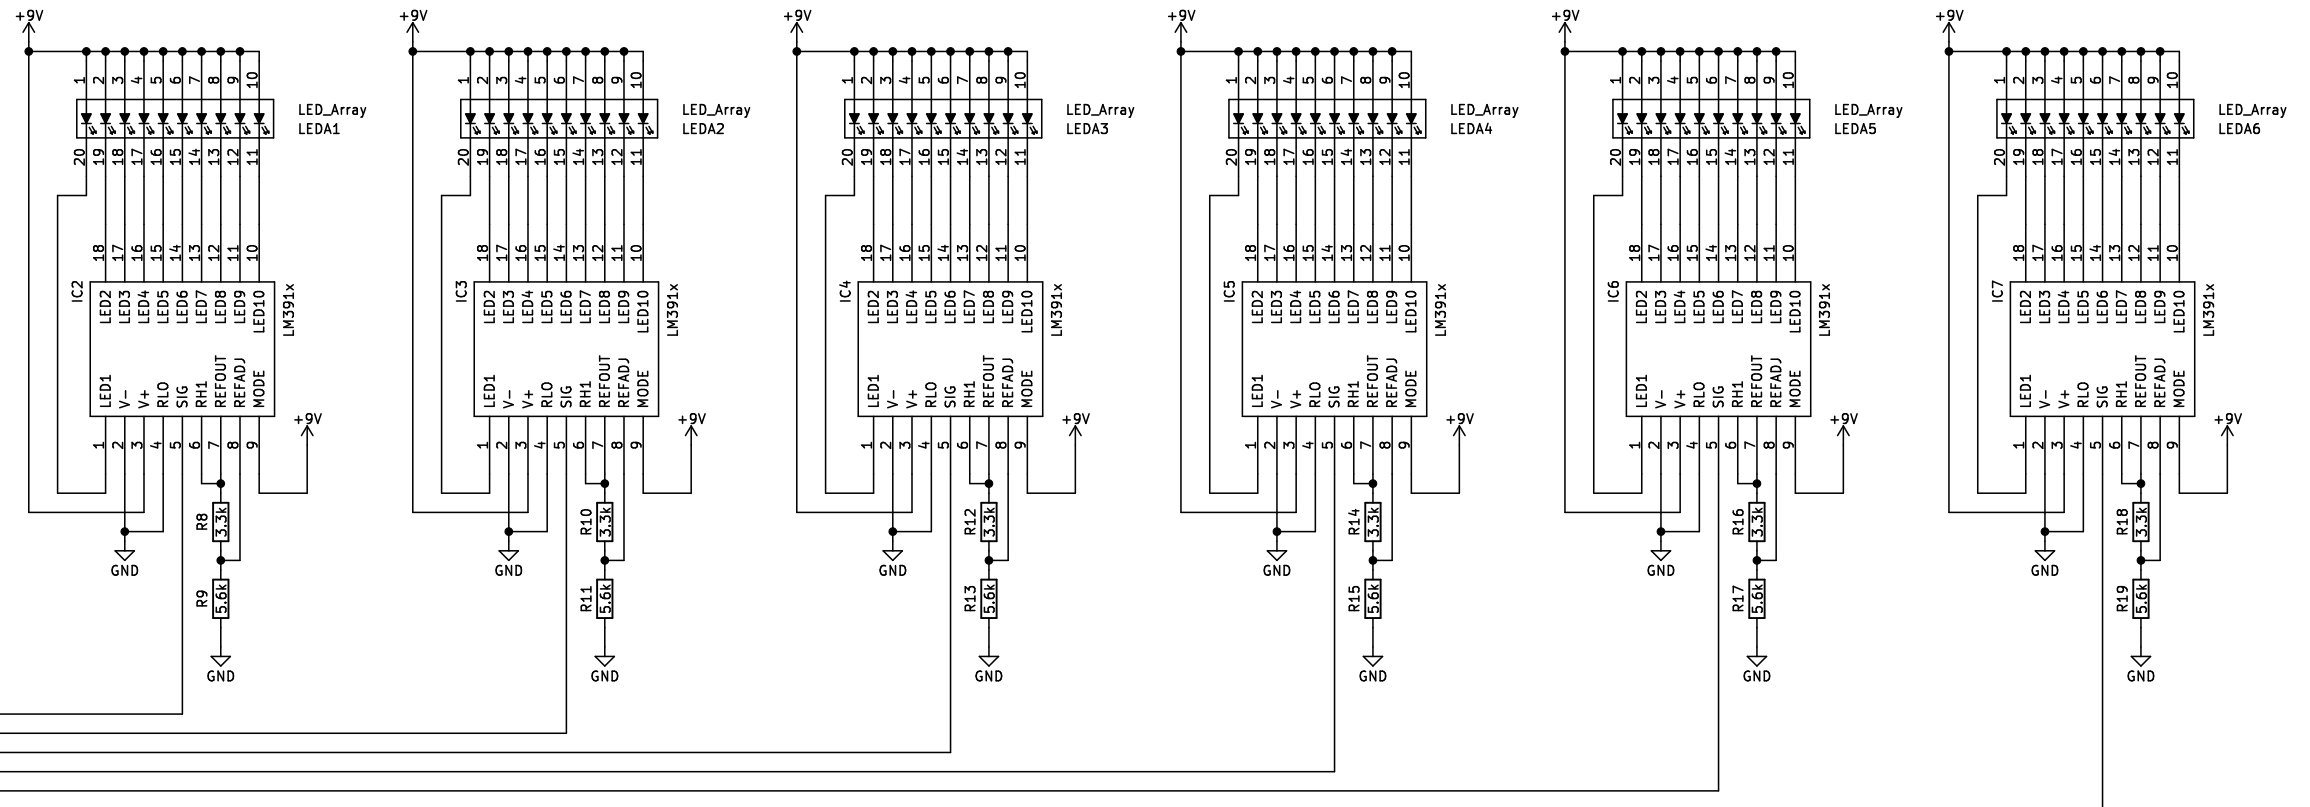 +9V +9V +9V +9V +9V +9V
1 2 3 4 5 6 7 8 9 10 1 2 3 4 5 6 7 8 9 10 1 2 3 4 5 6 7 8 9 10 1 2 3 4 5 6 7 8 9 10 1 2 3 4 5 6 7 8 9 10 1 2 3 4 5 6 7 8 9 10
LED_Array LED_Array LED_Array LED_Array LED_Array LED_Array
LEDA1 LEDA2 LEDA3 LEDA4 LEDA5 LEDA6
20 19 18 17 16 15 14 13 12 11 20 19 18 17 16 15 14 13 12 11 20 19 18 17 16 15 14 13 12 11 20 19 18 17 16 15 14 13 12 11 20 19 18 17 16 15 14 13 12 11 20 19 18 17 16 15 14 13 12 11
18 17 16 15 14 13 12 11 10 18 17 16 15 14 13 12 11 10 18 17 16 15 14 13 12 11 10 18 17 16 15 14 13 12 11 10 18 17 16 15 14 13 12 11 10 18 17 16 15 14 13 12 11 10
IC2 LED2 LED3 LED4 LED5 LED6 LED7 LED8 LED9 LED10 LM391x IC3 LED2 LED3 LED4 LED5 LED6 LED7 LED8 LED9 LED10 LM391x IC4 LED2 LED3 LED4 LED5 LED6 LED7 LED8 LED9 LED10 LM391x IC5 LED2 LED3 LED4 LED5 LED6 LED7 LED8 LED9 LED10 LM391x IC6 LED2 LED3 LED4 LED5 LED6 LED7 LED8 LED9 LED10 LM391x IC7 LED2 LED3 LED4 LED5 LED6 LED7 LED8 LED9 LED10 LM391x
LED1 V- V+ RLO SIG RH1 REFOUT REFADJ MODE LED1 V- V+ RLO SIG RH1 REFOUT REFADJ MODE LED1 V- V+ RLO SIG RH1 REFOUT REFADJ MODE LED1 V- V+ RLO SIG RH1 REFOUT REFADJ MODE LED1 V- V+ RLO SIG RH1 REFOUT REFADJ MODE LED1 V- V+ RLO SIG RH1 REFOUT REFADJ MODE
+9V +9V +9V +9V +9V +9V
1 2 3 4 5 6 7 8 9 1 2 3 4 5 6 7 8 9 1 2 3 4 5 6 7 8 9 1 2 3 4 5 6 7 8 9 1 2 3 4 5 6 7 8 9 1 2 3 4 5 6 7 8 9
R8 3.3k R10 3.3k R12 3.3k R14 3.3k R16 3.3k R18 3.3k
GND GND GND GND GND GND
R9 5.6k R11 5.6k R13 5.6k R15 5.6k R17 5.6k R19 5.6k
GND GND GND GND GND GND